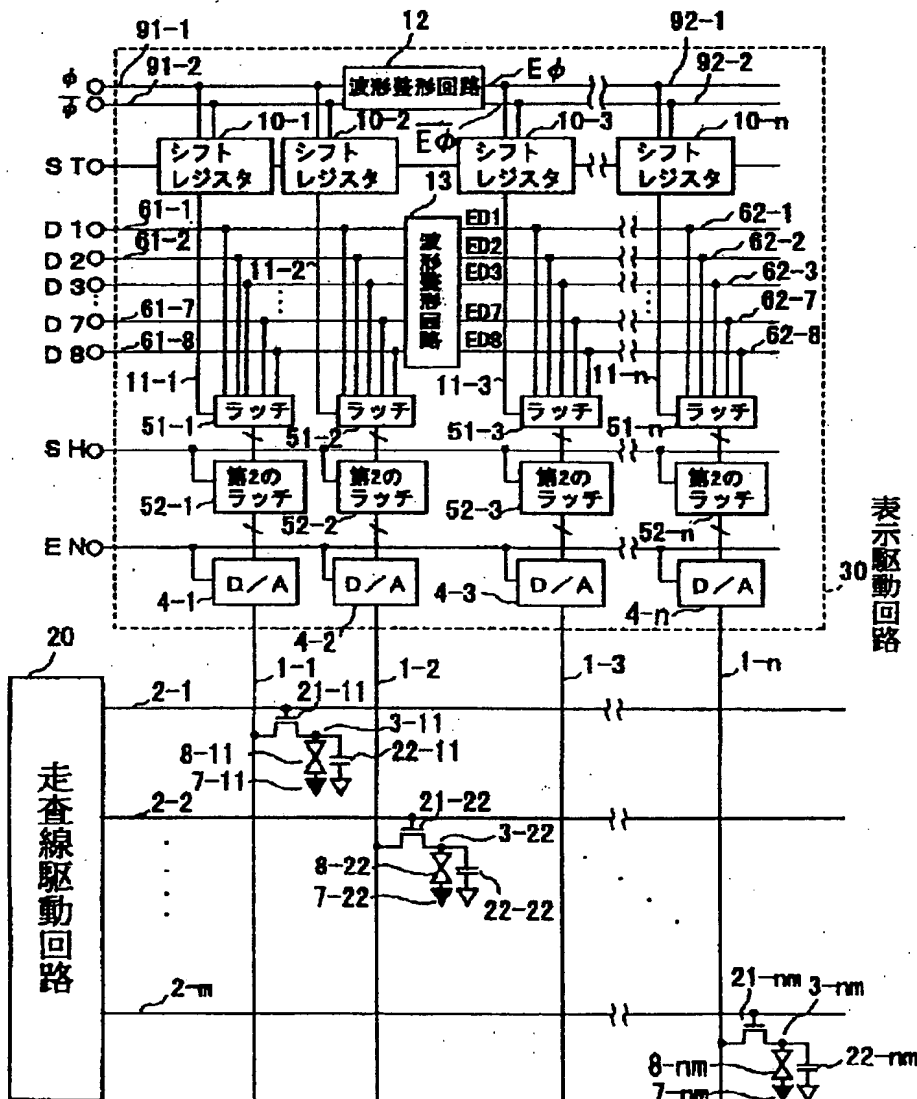 91-1
12
92-1
91-2
Eφ
92-2
φ
波形整形回路
φ̅
10-1
10-2
E̅φ̅
10-3
10-n
ST
シフト
レジスタ
シフト
レジスタ
シフト
レジスタ
シフト
レジスタ
61-1
13
ED1
62-1
D1
61-2
ED2
62-2
D2
11-2
波形整形回路
ED3
62-3
D3
61-7
ED7
62-7
D7
61-8
ED8
62-8
D8
11-1
11-3
11-n
ラッチ
ラッチ
ラッチ
ラッチ
51-1
51-2
51-3
51-n
SH
第2の
ラッチ
第2の
ラッチ
第2の
ラッチ
第2の
ラッチ
52-1
52-2
52-3
52-n
EN
D/A
D/A
D/A
D/A
4-1
4-2
4-3
4-n
30
表示駆動回路
20
1-1
1-2
1-3
1-n
2-1
21-11
3-11
8-11
22-11
7-11
2-2
21-22
3-22
8-22
7-22
22-22
走査線駆動回路
2-m
21-nm
3-nm
8-nm
22-nm
7-nm